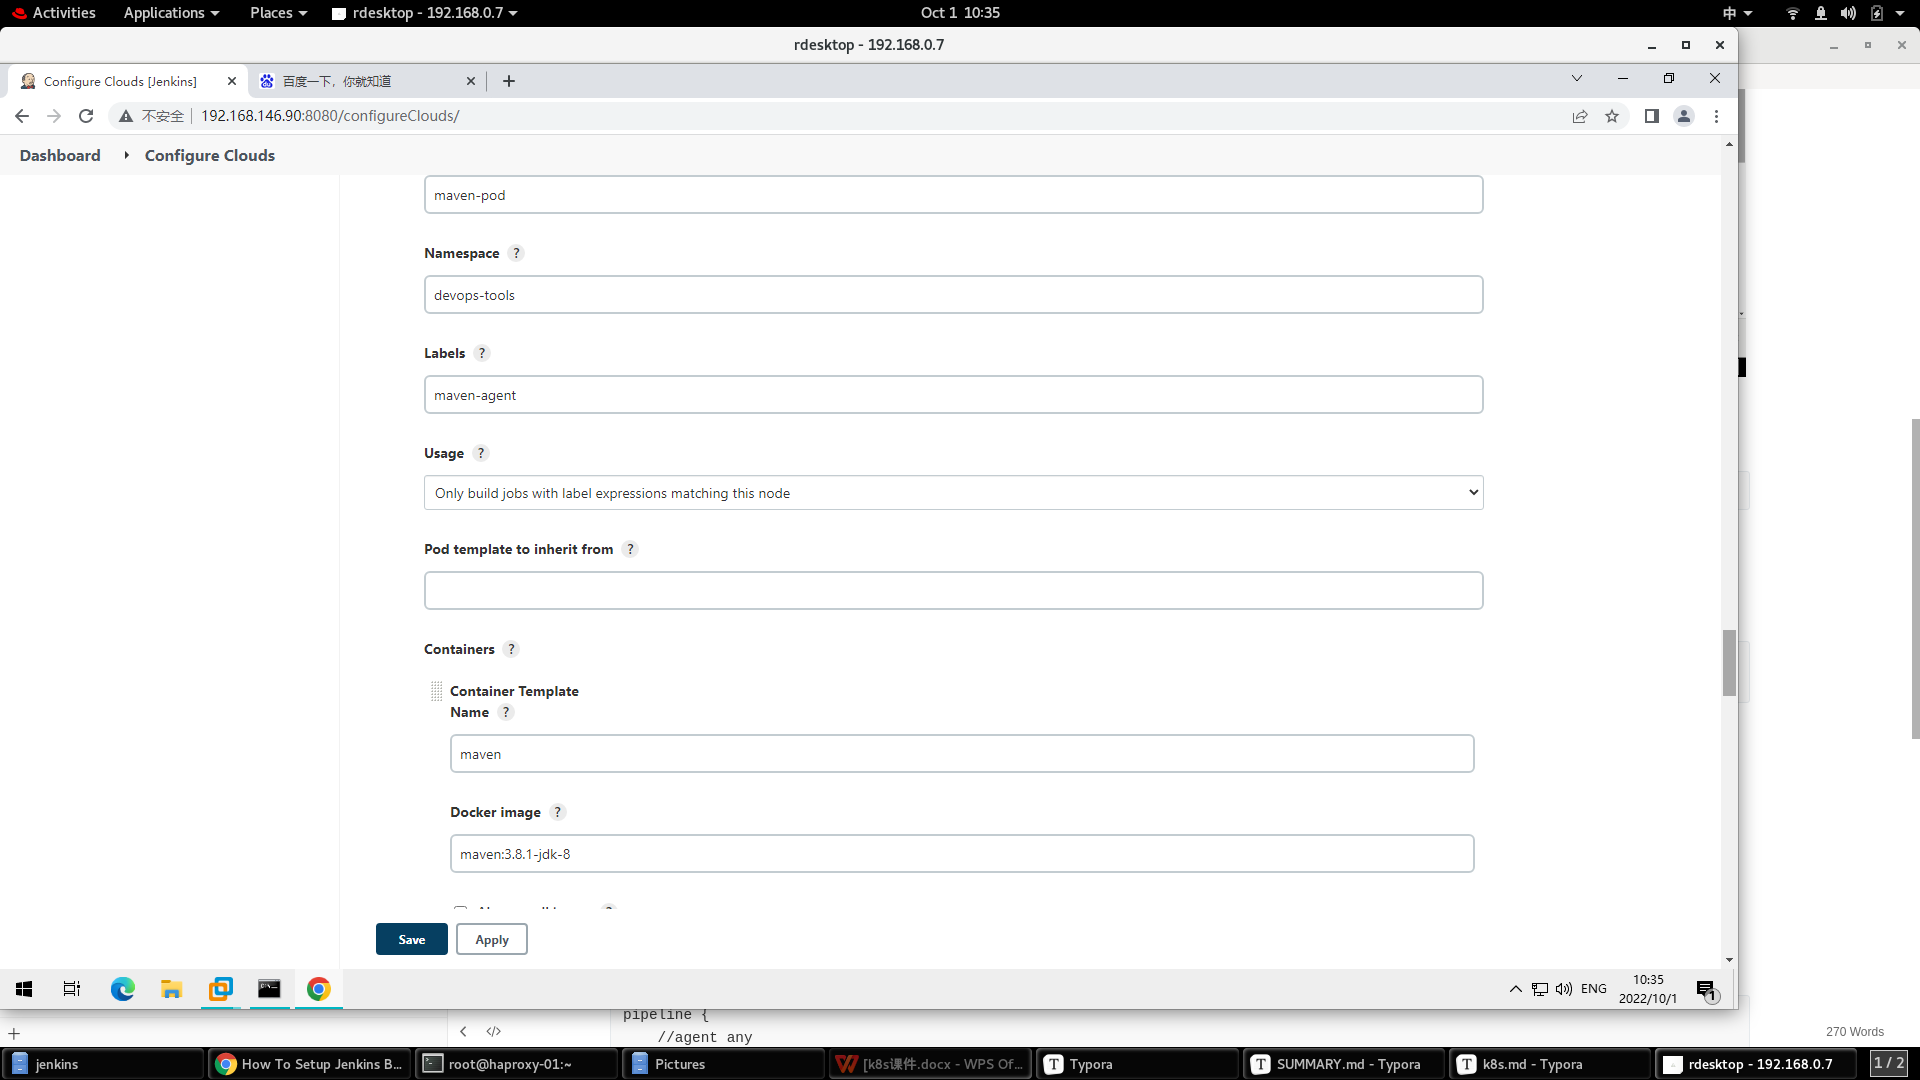 Activities Applications Places rdesktop - 192.168.0.7 Oct 1 10:35 中
rdesktop - 192.168.0.7
Configure Clouds [Jenkins] 百度一下，你就知道
不安全 192.168.146.90:8080/configureClouds/
Dashboard Configure Clouds
maven-pod
Namespace ?
devops-tools
Labels ?
maven-agent
Usage ?
Only build jobs with label expressions matching this node
Pod template to inherit from ?
Containers ?
Container Template
Name ?
maven
Docker image ?
maven:3.8.1-jdk-8
Save Apply
ENG 10:35
2022/10/1 1
pipeline {
//agent any
270 Words
jenkins How To Setup Jenkins B... root@haproxy-01:~ Pictures [k8s课件.docx - WPS Of... Typora SUMMARY.md - Typora k8s.md - Typora rdesktop - 192.168.0.7 1 / 2